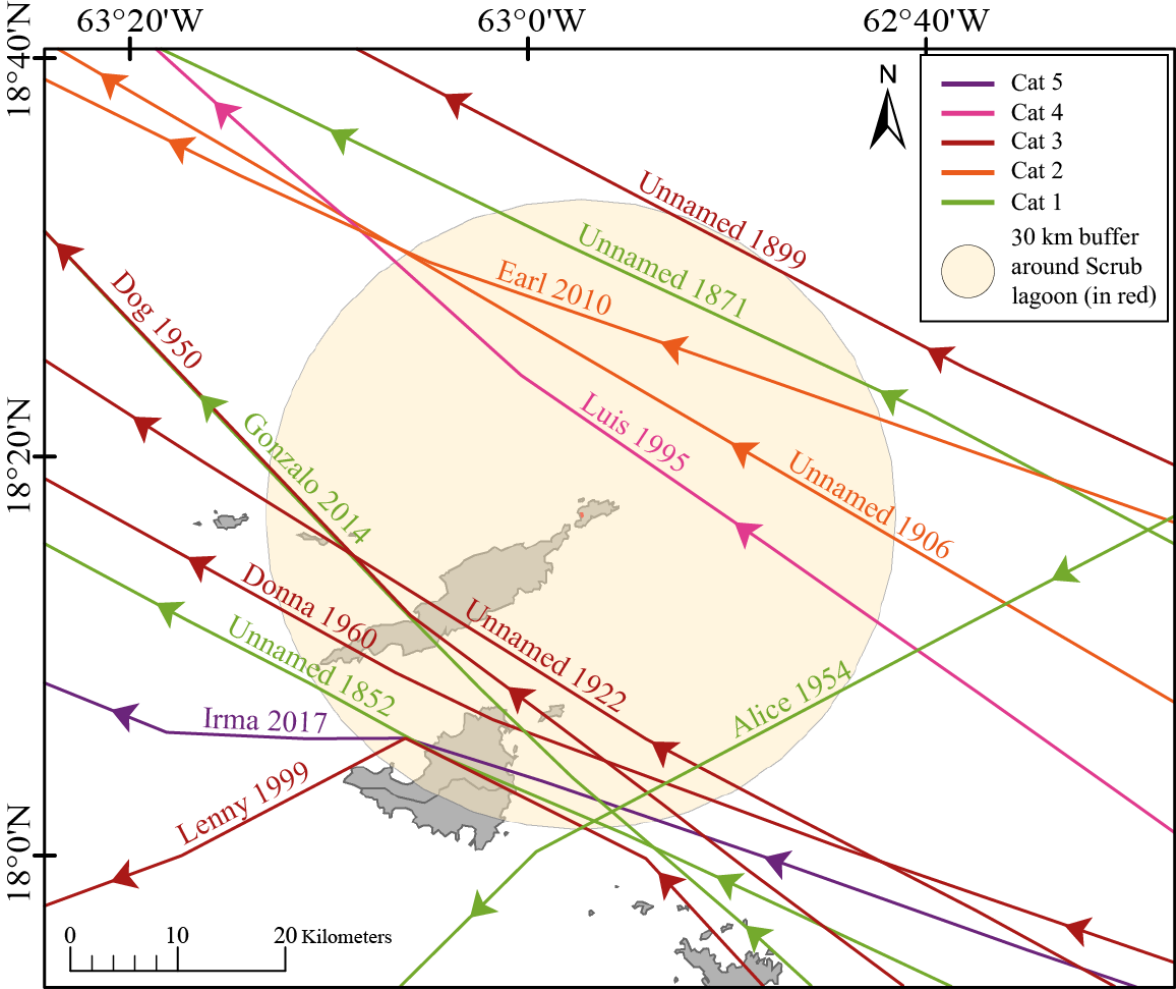 63°20'W
63°0'W
62°40'W
18°40'N
18°20'N
18°0'N
N
Cat 5
Cat 4
Cat 3
Cat 2
Cat 1
30 km buffer
around Scrub
lagoon (in red)
Unnamed 1899
Unnamed 1871
Earl 2010
Dog 1950
Luis 1995
Gonzalo 2014
Unnamed 1906
Donna 1960
Unnamed 1922
Unnamed 1852
Alice 1954
Irma 2017
Lenny 1999
0 10 20 Kilometers